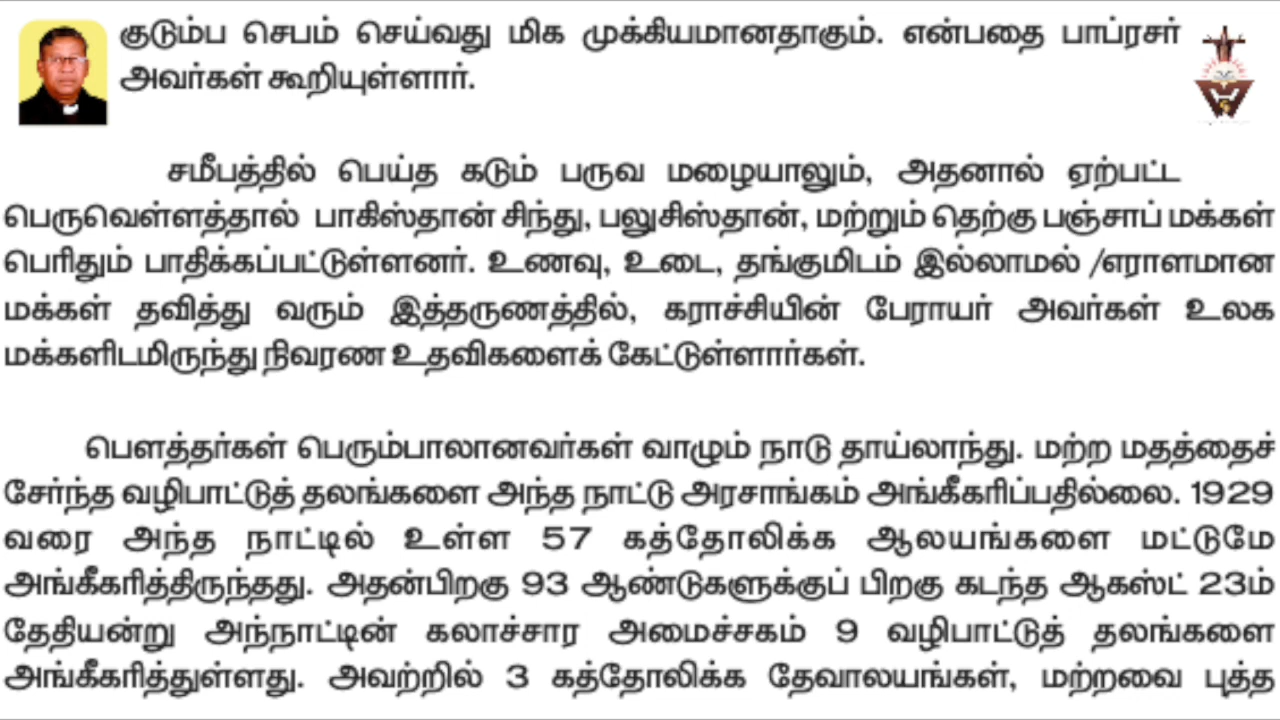 குடும்ப செபம் செய்வது மிக முக்கியமானதாகும். என்பதை பாப்ரசர்
அவர்கள் கூறியுள்ளார்.
சமீபத்தில் பெய்த கடும் பருவ மழையாலும், அதனால் ஏற்பட்ட
பெருவெள்ளத்தால் பாகிஸ்தான் சிந்து, பலுசிஸ்தான், மற்றும் தெற்கு பஞ்சாப் மக்கள்
பெரிதும் பாதிக்கப்பட்டுள்ளனர். உணவு, உடை, தங்குமிடம் இல்லாமல் /எராளமான
மக்கள் தவித்து வரும் இத்தருணத்தில், கராச்சியின் பேராயர் அவர்கள் உலக
மக்களிடமிருந்து நிவரண உதவிகளைக் கேட்டுள்ளார்கள்.
பௌத்தர்கள் பெரும்பாலானவர்கள் வாழும் நாடு தாய்லாந்து. மற்ற மதத்தைச்
சேர்ந்த வழிபாட்டுத் தலங்களை அந்த நாட்டு அரசாங்கம் அங்கீகரிப்பதில்லை. 1929
வரை அந்த நாட்டில் உள்ள 57 கத்தோலிக்க ஆலயங்களை மட்டுமே
அங்கீகரித்திருந்தது. அதன்பிறகு 93 ஆண்டுகளுக்குப் பிறகு கடந்த ஆகஸ்ட் 23ம்
தேதியன்று அந்நாட்டின் கலாச்சார அமைச்சகம் 9 வழிபாட்டுத் தலங்களை
அங்கீகரித்துள்ளது. அவற்றில் 3 கத்தோலிக்க தேவாலயங்கள், மற்றவை புத்த